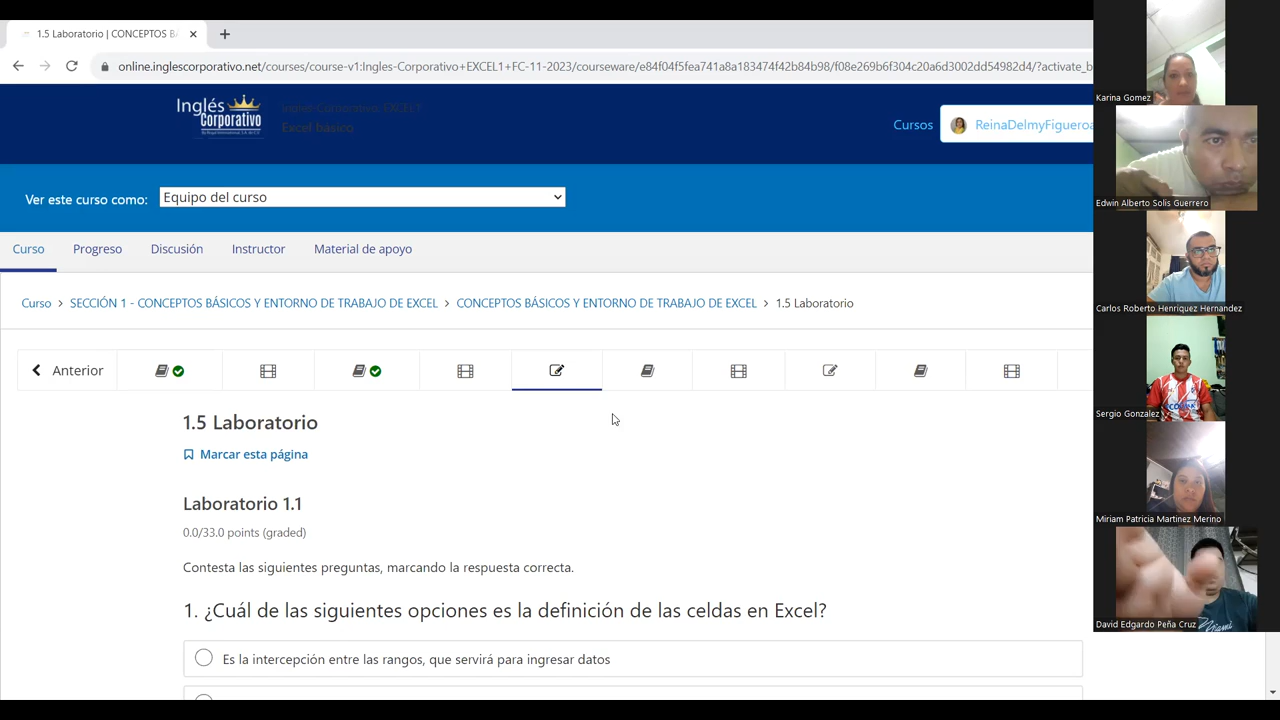 1.5 Laboratorio | CONCEPTOS BÁ
online.inglescorporativo.net/courses/course-v1:Ingles-Corporativo+EXCEL1+FC-11-2023/courseware/e84f04f5fea741a8a183474f42b84b98/f08e269b6f304c20a6d3002dd54982d4/?activate_b
Inglés
Corporativo
Ingles-Corporativo: EXCEL1
Excel básico
Cursos
ReinaDelmyFigueroa
Ver este curso como:
Equipo del curso
Curso
Progreso
Discusión
Instructor
Material de apoyo
Curso > SECCIÓN 1 - CONCEPTOS BÁSICOS Y ENTORNO DE TRABAJO DE EXCEL > CONCEPTOS BÁSICOS Y ENTORNO DE TRABAJO DE EXCEL > 1.5 Laboratorio
Anterior
1.5 Laboratorio
Marcar esta página
Laboratorio 1.1
0.0/33.0 points (graded)
Contesta las siguientes preguntas, marcando la respuesta correcta.
1. ¿Cuál de las siguientes opciones es la definición de las celdas en Excel?
Es la intercepción entre las rangos, que servirá para ingresar datos
Karina Gomez
Edwin Alberto Solis Guerrero
Carlos Roberto Henriquez Hernandez
Sergio Gonzalez
Miriam Patricia Martinez Merino
David Edgardo Peña Cruz